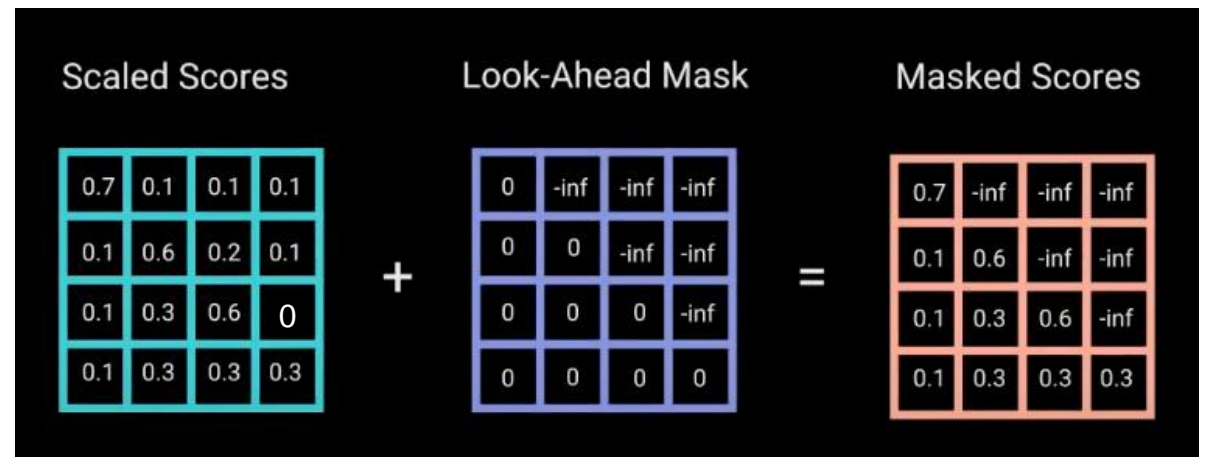 Scaled Scores Look-Ahead Mask Masked Scores
0.7 0.1 0.1 0.1
0.1 0.6 0.2 0.1
0.1 0.3 0.6 0
0.1 0.3 0.3 0.3
+
0 -inf -inf -inf
0 0 -inf -inf
0 0 0 -inf
0 0 0 0
=
0.7 -inf -inf -inf
0.1 0.6 -inf -inf
0.1 0.3 0.6 -inf
0.1 0.3 0.3 0.3